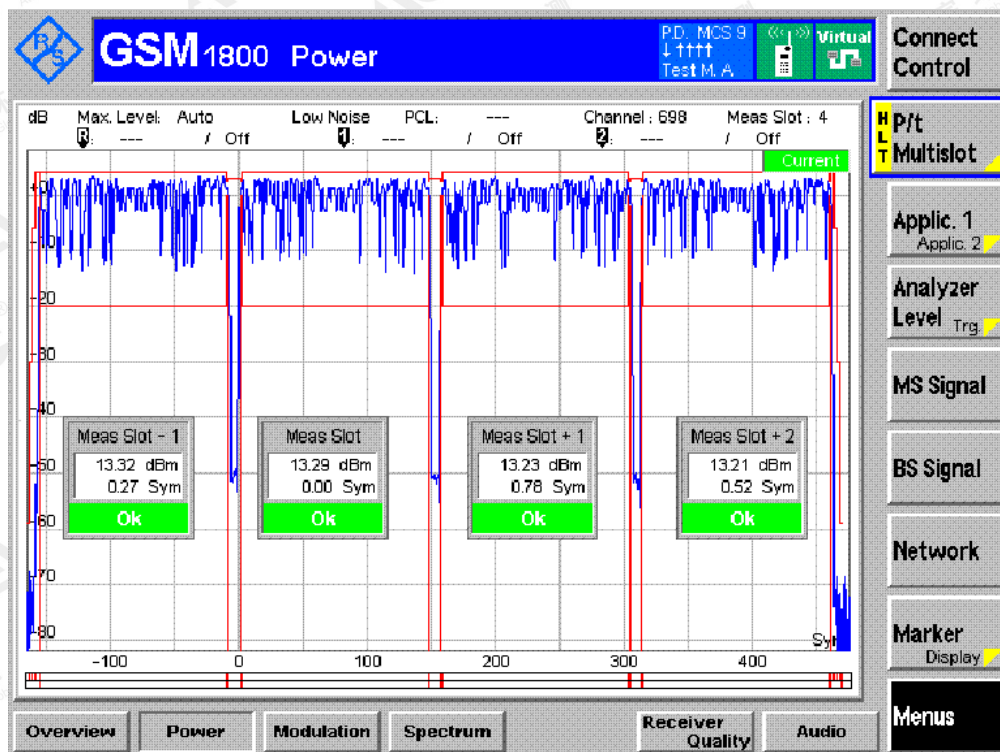 R/S
GSM 1800 Power
P.D. MCS 9
↓↑↑↑↑
Test M. A
Virtual
Connect
Control
dB Max. Level: Auto Low Noise PCL: --- Channel : 698 Meas Slot : 4
R: --- / Off 1: --- / Off 2: --- / Off
Current
HLT
P/t
Multislot
Applic. 1
Applic. 2
Analyzer
Level Trg.
MS Signal
BS Signal
Network
Marker
Display
Menus
+0
-10
-20
-30
-40
-50
-60
-70
-80
Meas Slot - 1
13.32 dBm
0.27 Sym
Ok
Meas Slot
13.29 dBm
0.00 Sym
Ok
Meas Slot + 1
13.23 dBm
0.78 Sym
Ok
Meas Slot + 2
13.21 dBm
0.52 Sym
Ok
-100 0 100 200 300 400
Overview Power Modulation Spectrum Receiver Quality Audio